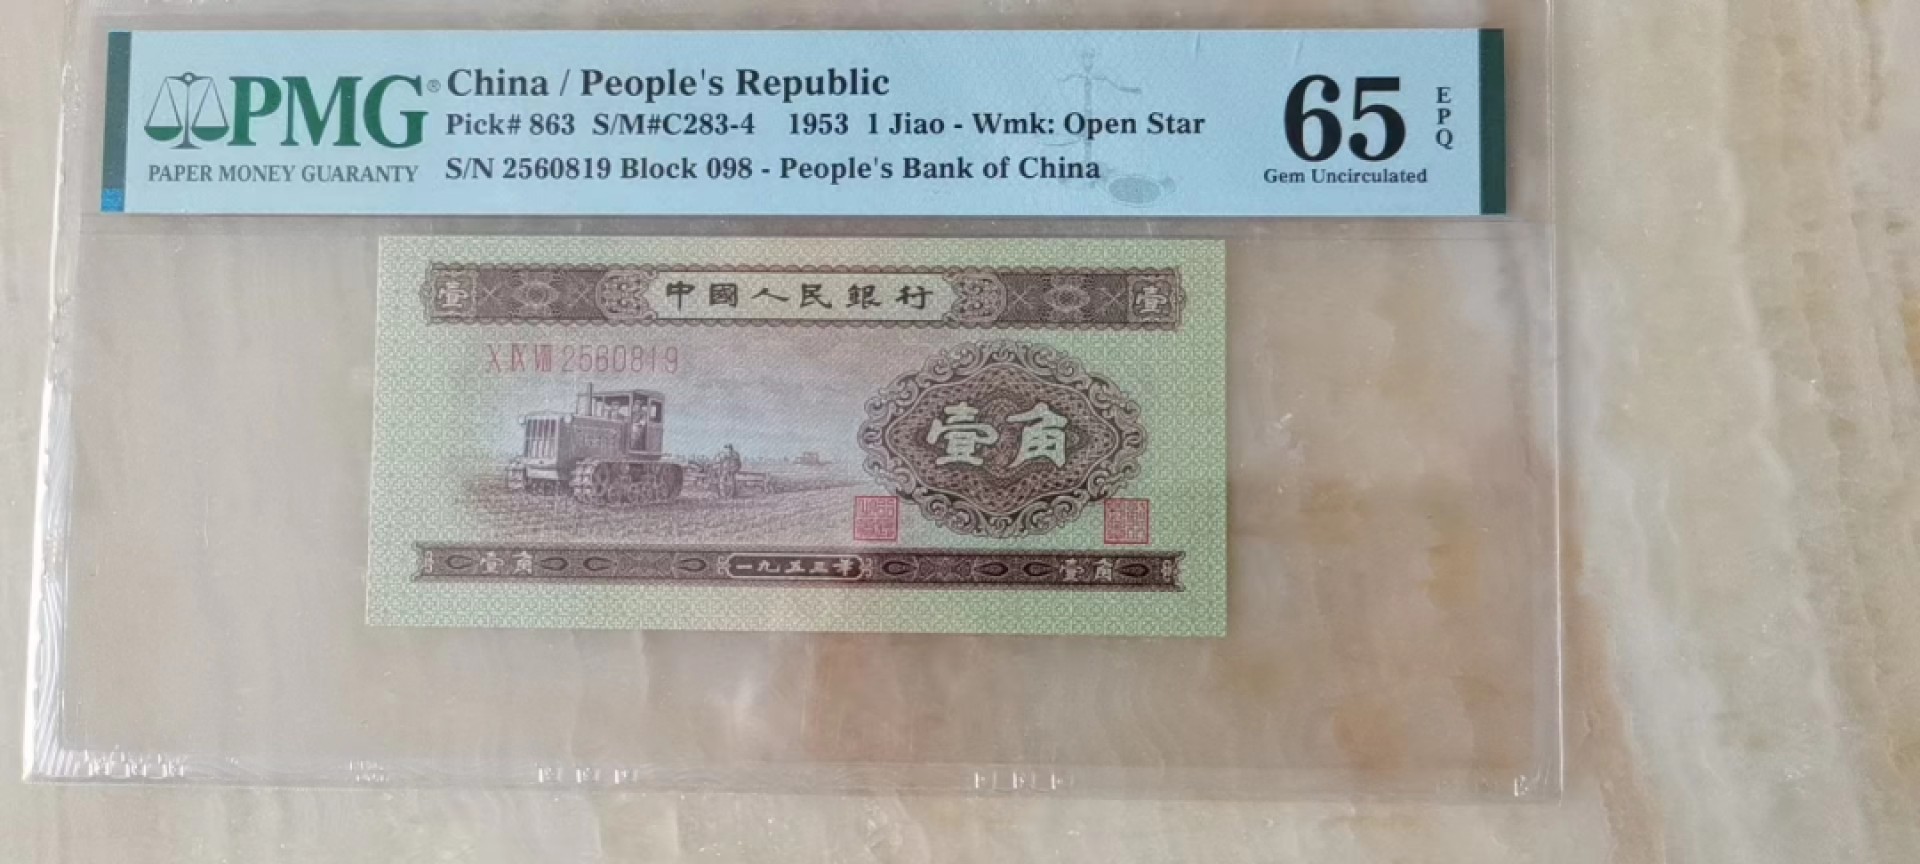 PMG®
PAPER MONEY GUARANTY
China / People's Republic
Pick# 863 S/M#C283-4 1953 1 Jiao - Wmk: Open Star
S/N 2560819 Block 098 - People's Bank of China
65
EPQ
Gem Uncirculated
壹 中國人民銀行 壹
X IX VIII 2560819
壹角
壹角 一九五三年 壹角